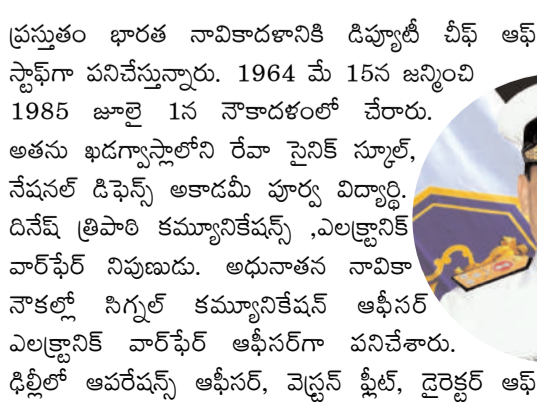 ప్రస్తుతం భారత నావికాదళానికి డిప్యూటీ చీఫ్ ఆఫ్
స్టాఫ్‌గా పనిచేస్తున్నారు. 1964 మే 15న జన్మించి
1985 జూలై 1న నౌకాదళంలో చేరారు.
అతను ఖడగ్వాస్లాలోని రేవా సైనిక్ స్కూల్,
నేషనల్ డిఫెన్స్ అకాడమీ పూర్వ విద్యార్థి.
దినేష్ త్రిపాఠి కమ్యూనికేషన్స్ ,ఎలక్ట్రానిక్
వార్‌ఫేర్ నిపుణుడు. అధునాతన నావికా
నౌకల్లో సిగ్నల్ కమ్యూనికేషన్ ఆఫీసర్
ఎలక్ట్రానిక్ వార్‌ఫేర్ ఆఫీసర్‌గా పనిచేశారు.
ఢిల్లీలో ఆపరేషన్స్ ఆఫీసర్, వెస్ట్రన్ ఫ్లీట్, డైరెక్టర్ ఆఫ్